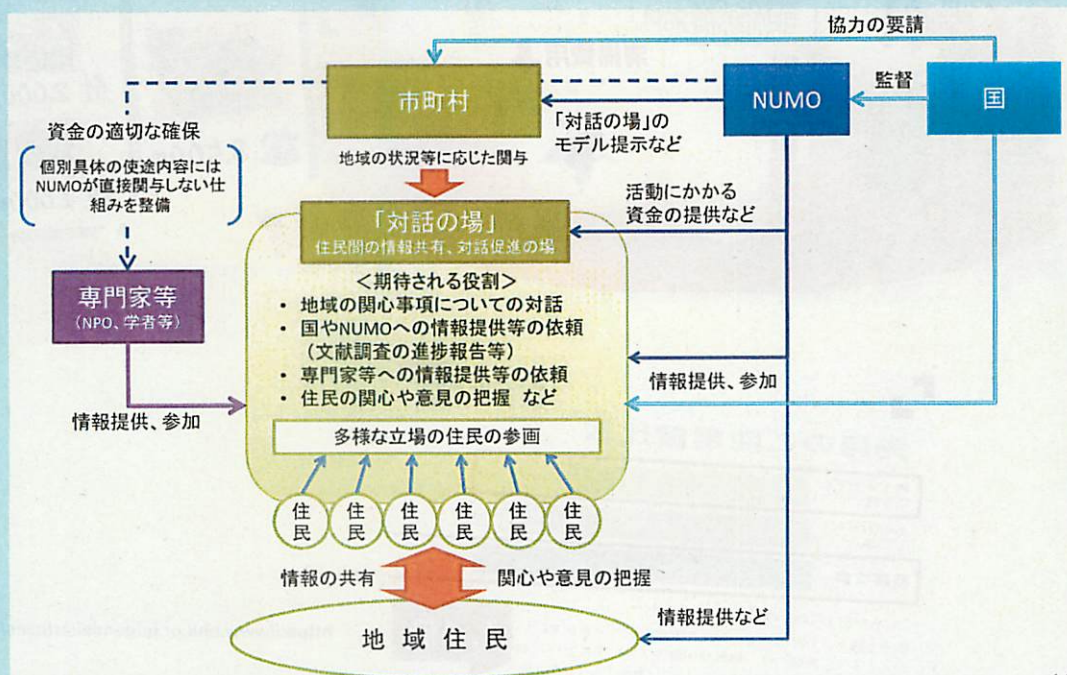 協力の要請
市町村
NUMO
監督
国
資金の適切な確保
個別具体の使途内容には
NUMOが直接関与しない仕
組みを整備
「対話の場」の
モデル提示など
地域の状況等に応じた関与
活動にかかる
資金の提供など
「対話の場」
住民間の情報共有、対話促進の場
専門家等
(NPO、学者等)
＜期待される役割＞
・ 地域の関心事項についての対話
・ 国やNUMOへの情報提供等の依頼
（文献調査の進捗報告等）
・ 専門家等への情報提供等の依頼
・ 住民の関心や意見の把握 など
情報提供、参加
情報提供、参加
多様な立場の住民の参画
住民
住民
住民
住民
住民
住民
情報の共有
関心や意見の把握
情報提供など
地 域 住 民